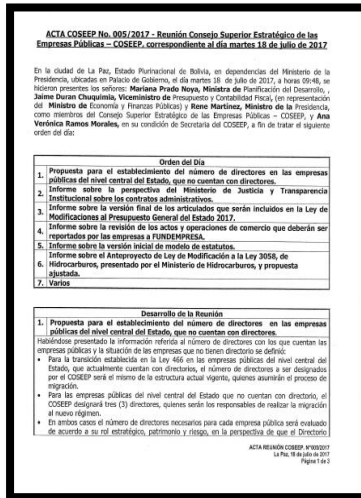 ACTA COSEEP No. 005/2017 - Reunión Consejo Superior Estratégico de las
Empresas Públicas – COSEEP, correspondiente al día martes 18 de julio de 2017
En la ciudad de La Paz, Estado Plurinacional de Bolivia, en dependencias del Ministerio de la
Presidencia, ubicadas en Palacio de Gobierno, el día martes 18 de julio de 2017, a horas 09:48, se
hicieron presentes los señores: Mariana Prado Noya, Ministra de Planificación del Desarrollo, ,
Jaime Duran Chuquimia, Viceministro de Presupuesto y Contabilidad Fiscal, (en representación
del Ministro de Economía y Finanzas Públicas) y Rene Martínez, Ministro de la Presidencia,
como miembros del Consejo Superior Estratégico de las Empresas Públicas – COSEEP, y Ana
Verónica Ramos Morales, en su condición de Secretaria del COSEEP, a fin de tratar el siguiente
orden del día:
Orden del Día
1. Propuesta para el establecimiento del número de directores en las empresas
públicas del nivel central del Estado, que no cuentan con directores.
2. Informe sobre la perspectiva del Ministerio de Justicia y Transparencia
Institucional sobre los contratos administrativos.
3. Informe sobre la versión final de los articulados que serán incluidos en la Ley de
Modificaciones al Presupuesto General del Estado 2017.
4. Informe sobre la revisión de los actos y operaciones de comercio que deberán ser
reportados por las empresas a FUNDEMPRESA.
5. Informe sobre la versión inicial de modelo de estatutos.
6. Informe sobre el Anteproyecto de Ley de Modificación a la Ley 3058, de
Hidrocarburos, presentado por el Ministerio de Hidrocarburos, y propuesta
ajustada.
7. Varios
Desarrollo de la Reunión
1. Propuesta para el establecimiento del número de directores en las empresas
públicas del nivel central del Estado, que no cuentan con directores.
Habiéndose presentado la información referida al número de directores con los que cuentan las
empresas públicas y la situación de las empresas que no tienen directorio se definió:
• Para la transición establecida en la Ley 466 en las empresas públicas del nivel central del
Estado, que actualmente cuentan con directorios, el número de directores a ser designados
por el COSEEP será el mismo de la estructura actual vigente, quienes asumirán el proceso de
migración.
• Para las empresas públicas del nivel central del Estado que no cuentan con directorio, el
COSEEP designará tres (3) directores, quienes serán los responsables de realizar la migración
al nuevo régimen.
• En ambos casos el número de directores necesarios para cada empresa pública será evaluado
de acuerdo a su rol estratégico, patrimonio y riesgo, en la perspectiva de que el Directorio
ACTA REUNIÓN COSEEP. N°005/2017
La Paz, 18 de julio de 2017
Página 1 de 3